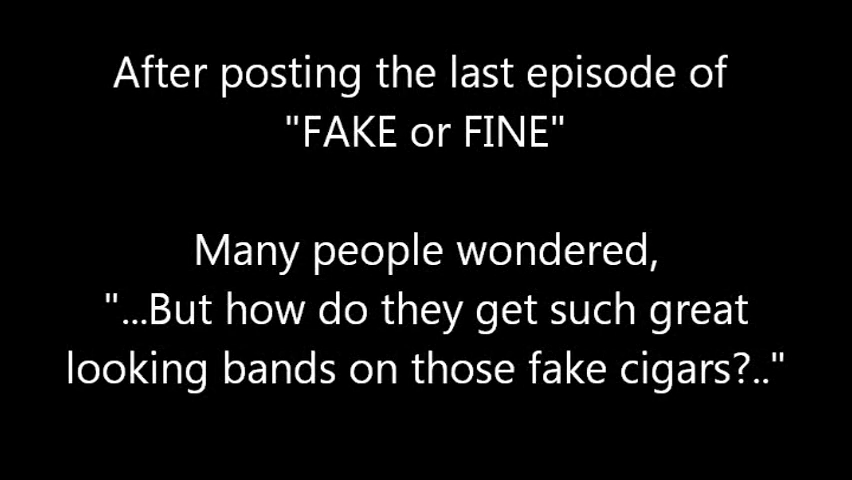 After posting the last episode of
"FAKE or FINE"
Many people wondered,
"...But how do they get such great
looking bands on those fake cigars?.."